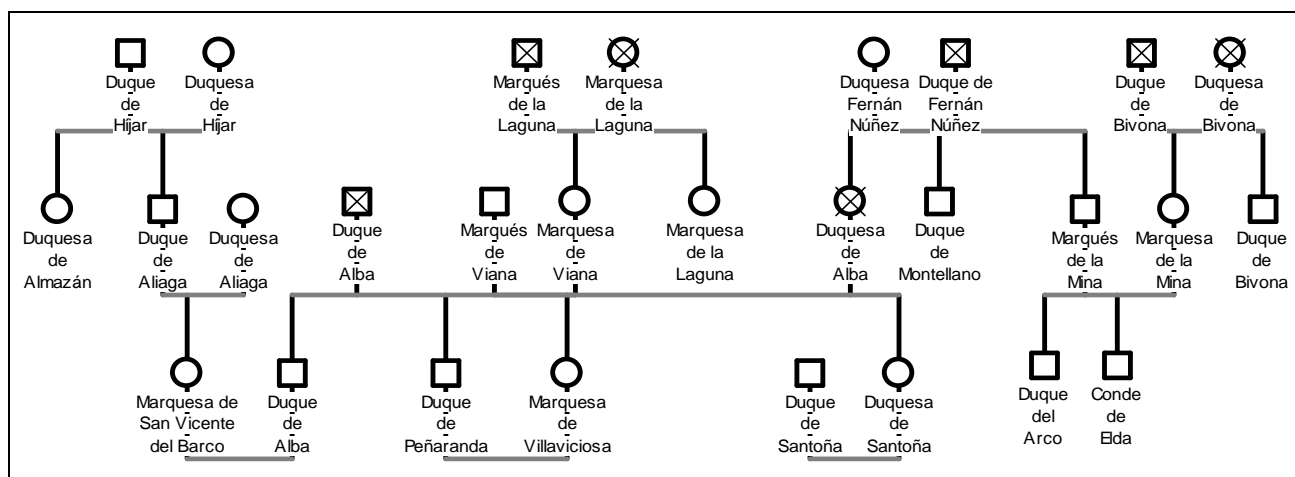 Duque
de
Híjar
Duquesa
de
Híjar
Marqués
de la
Laguna
Marquesa
de la
Laguna
Duquesa
Fernán
Núñez
Duque de
Fernán
Núñez
Duque
de
Bivona
Duquesa
de
Bivona
Duquesa
de
Almazán
Duque
de
Aliaga
Duquesa
de
Aliaga
Duque
de
Alba
Marqués
de
Viana
Marquesa
de
Viana
Marquesa
de la
Laguna
Duquesa
de
Alba
Duque
de
Montellano
Marqués
de la
Mina
Marquesa
de la
Mina
Duque
de
Bivona
Marquesa de
San Vicente
del Barco
Duque
de
Alba
Duque
de
Peñaranda
Marquesa
de
Villaviciosa
Duque
de
Santoña
Duquesa
de
Santoña
Duque
del
Arco
Conde
de
Elda